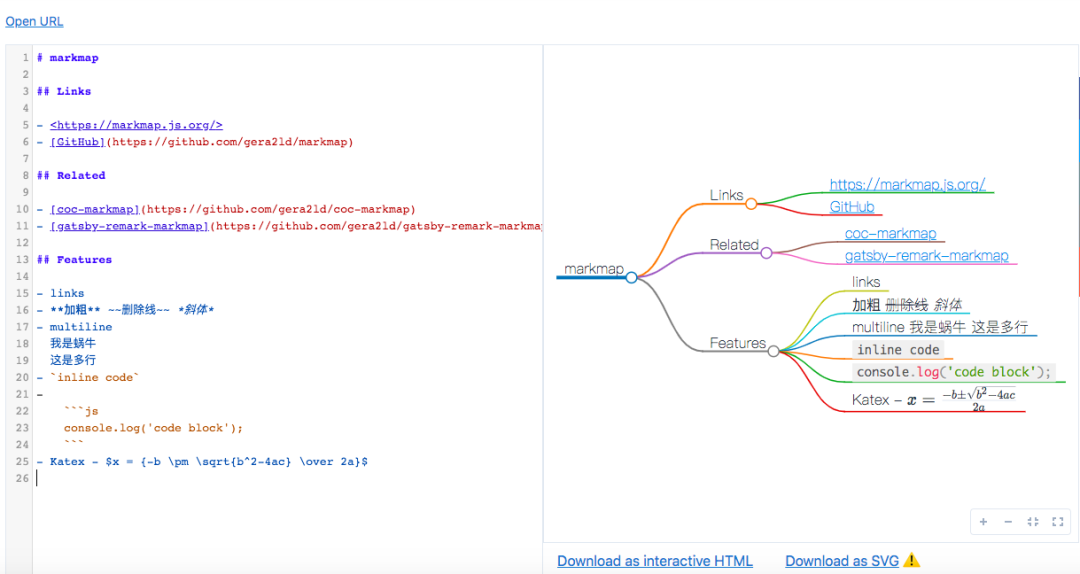 Open URL
1 # markmap
2
3 ## Links
4
5 - <https://markmap.js.org/>
6 - [GitHub](https://github.com/gera2ld/markmap)
7
8 ## Related
9
10 - [coc-markmap](https://github.com/gera2ld/coc-markmap)
11 - [gatsby-remark-markmap](https://github.com/gera2ld/gatsby-remark-markma
12
13 ## Features
14
15 - links
16 - **加粗** ~~删除线~~ *斜体*
17 - multiline
18 我是蜗牛
19 这是多行
20 - `inline code`
21 -
22 ```js
23 console.log('code block');
24 ```
25 - Katex - $x = {-b \pm \sqrt{b^2-4ac} \over 2a}$
26
markmap
Links
https://markmap.js.org/
GitHub
Related
coc-markmap
gatsby-remark-markmap
Features
links
加粗 删除线 斜体
multiline 我是蜗牛 这是多行
inline code
console.log('code block');
Katex - x = −b±√b²−4ac / 2a
Download as interactive HTML
Download as SVG